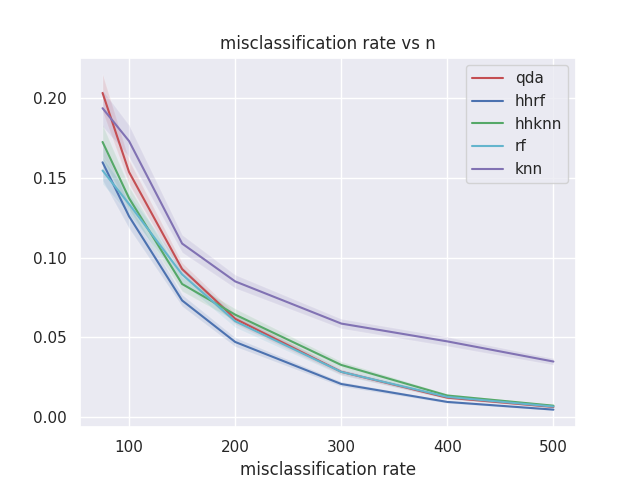 misclassification rate vs n
qda
hhrf
hhknn
rf
knn
0.20
0.15
0.10
0.05
0.00
100
200
300
400
500
misclassification rate